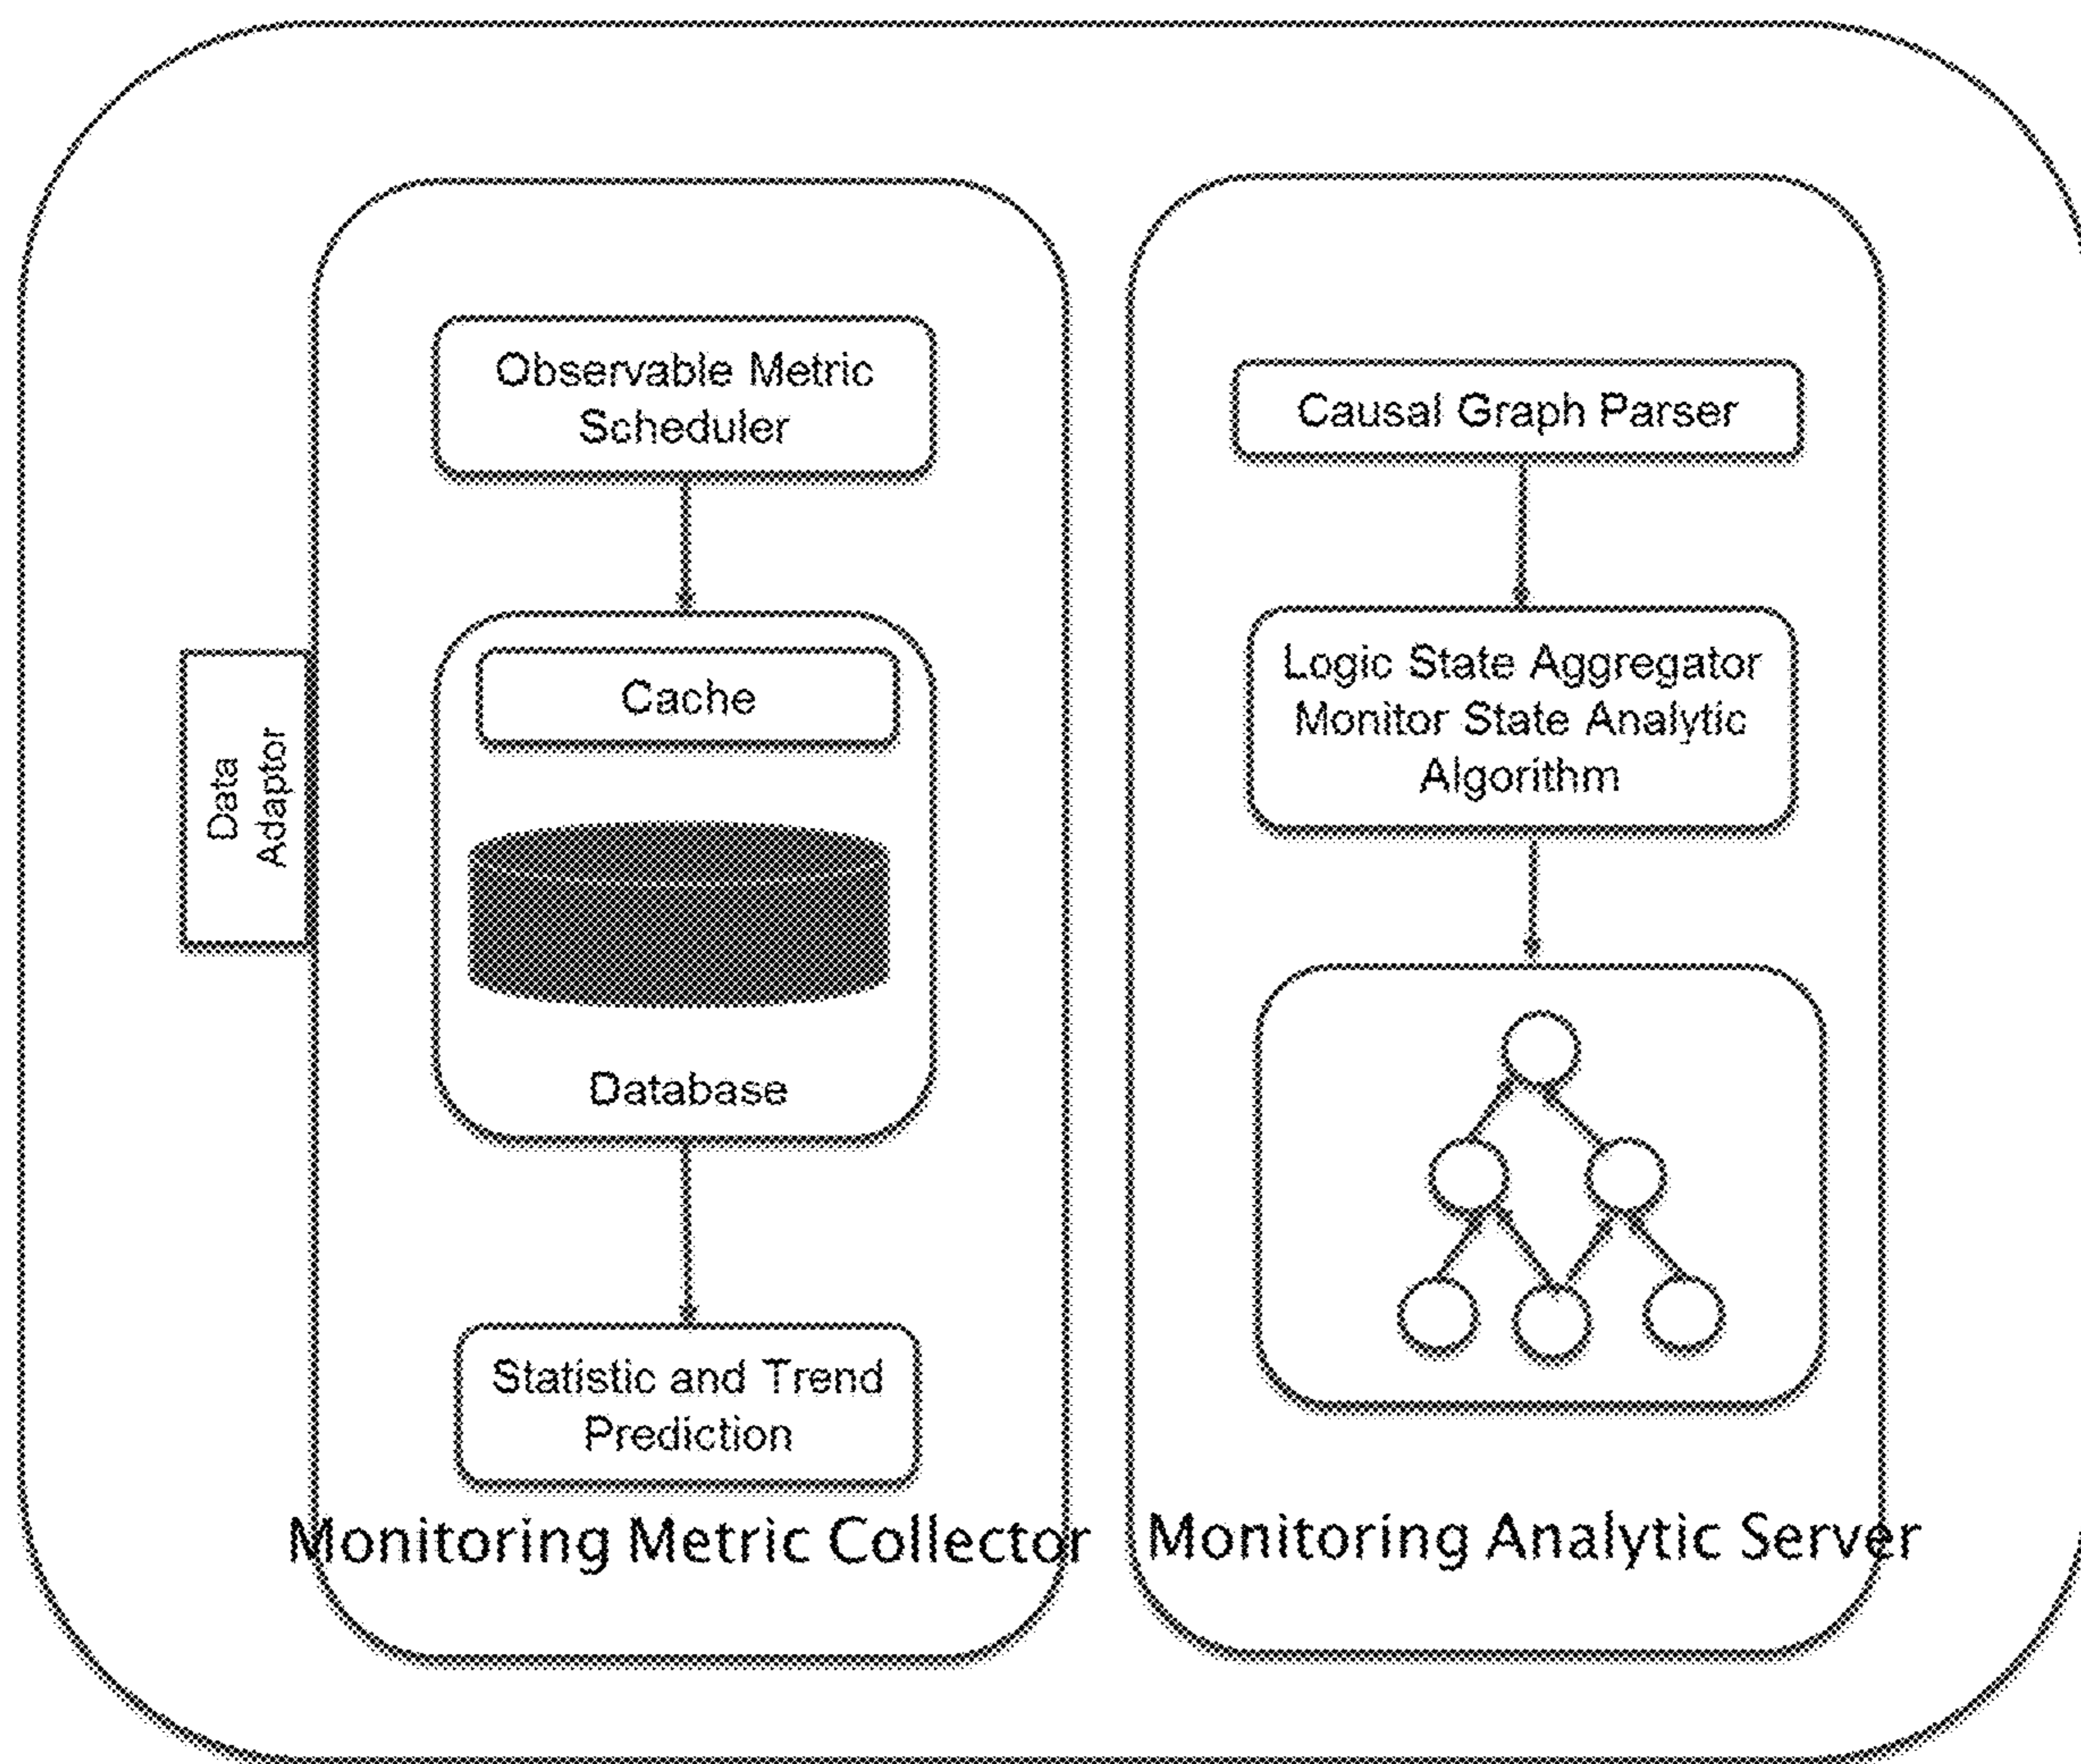 Observable Metric
Scheduler
Cache
Database
Statistic and Trend
Prediction
Data
Adaptor
Monitoring Metric Collector
Causal Graph Parser
Logic State Aggregator
Monitor State Analytic
Algorithm
Monitoring Analytic Server